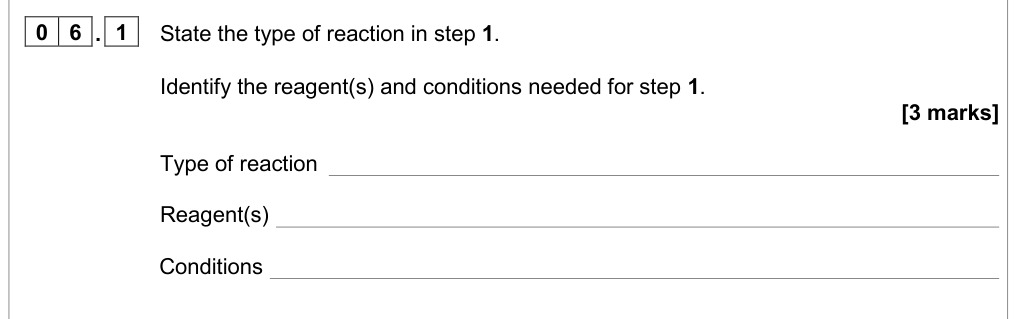 0 6 . 1 State the type of reaction in step 1.
Identify the reagent(s) and conditions needed for step 1.
[3 marks]
Type of reaction
Reagent(s)
Conditions